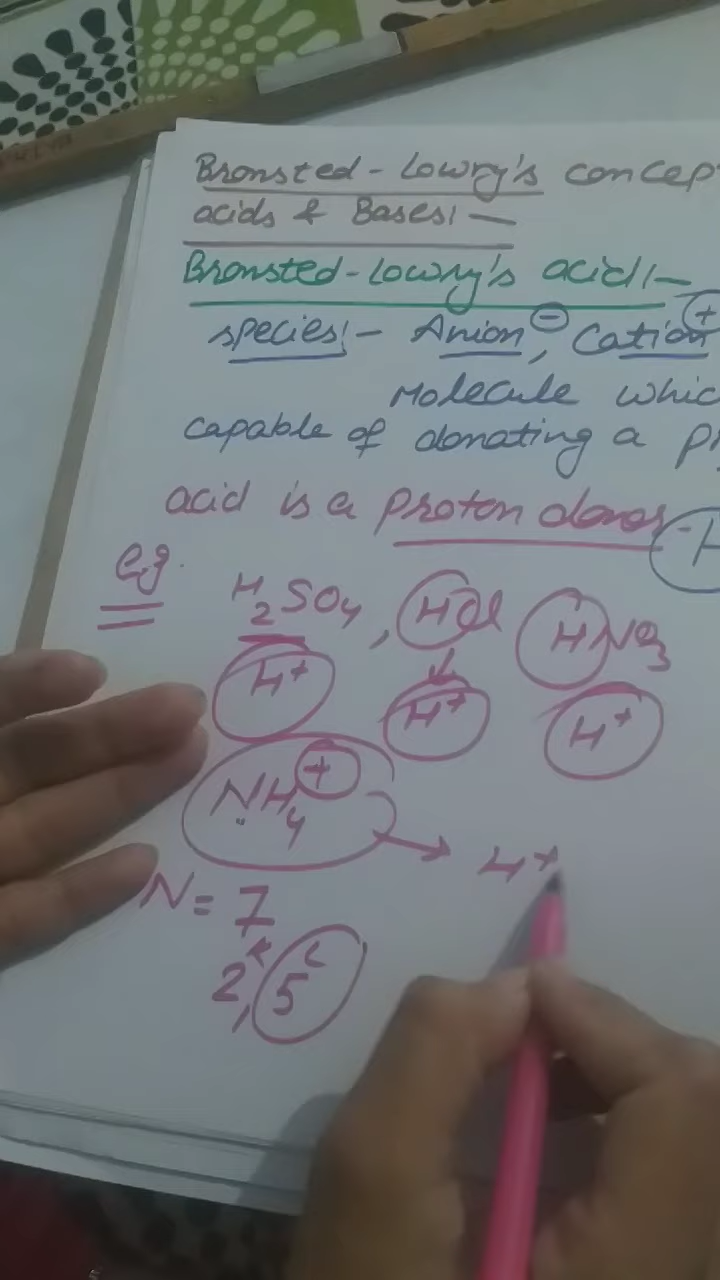 Bronsted-Lowry's concep
acids & Bases:-
Bronsted-Lowry's acid:-
species:- Anion ⊖, Cation +
Molecule whic
capable of donating a
acid is a proton donor
eg.
H₂SO₄, HCl HNO₃
H⁺ H⁺ H⁺
NH₄⁺ → H⁺
N = 7
K L
2, 5